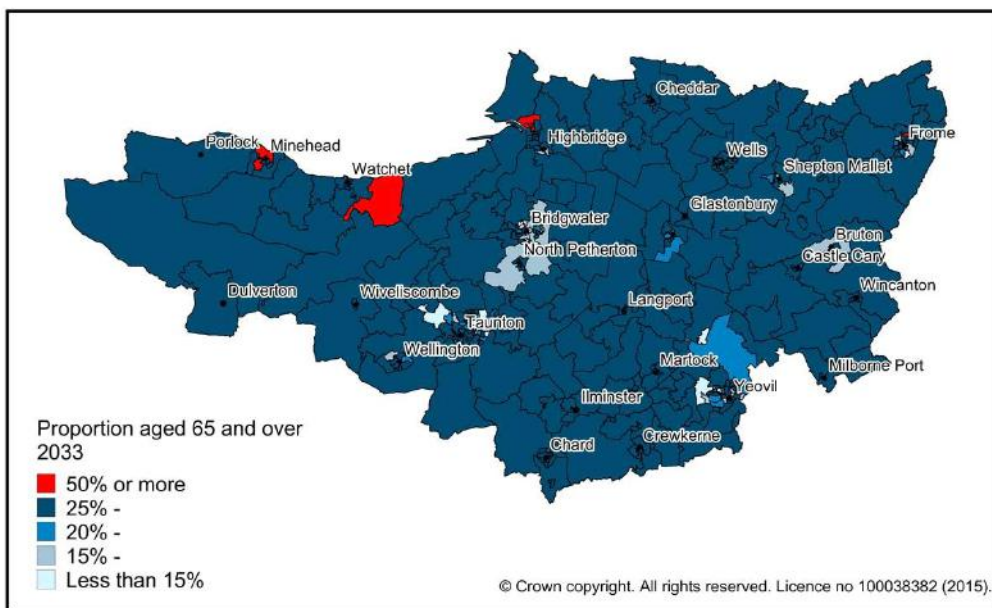 Cheddar
Porlock
Minehead
Highbridge
Frome
Wells
Watchet
Shepton Mallet
Glastonbury
Bridgwater
Bruton
North Petherton
Castle Cary
Dulverton
Wiveliscombe
Langport
Wincanton
Taunton
Wellington
Martock
Milborne Port
Yeovil
Ilminster
Chard
Crewkerne
Proportion aged 65 and over
2033
50% or more
25% -
20% -
15% -
Less than 15%
© Crown copyright. All rights reserved. Licence no 100038382 (2015).